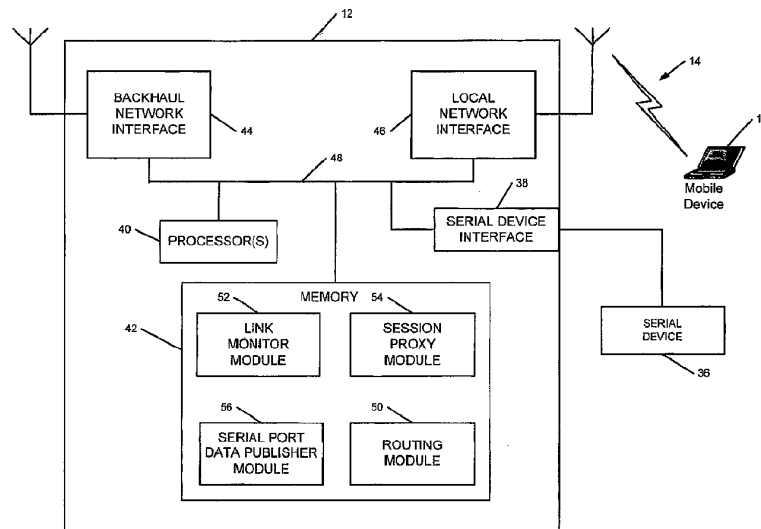 12
BACKHAUL
NETWORK
INTERFACE
44
LOCAL
NETWORK
INTERFACE
46
14
1
Mobile
Device
48
38
40
PROCESSOR(S)
SERIAL DEVICE
INTERFACE
MEMORY
42
52
LINK
MONITOR
MODULE
54
SESSION
PROXY
MODULE
SERIAL
DEVICE
36
56
SERIAL PORT
DATA PUBLISHER
MODULE
50
ROUTING
MODULE